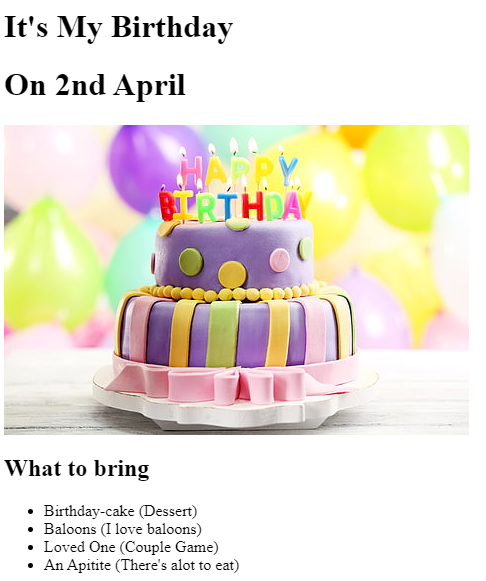 It's My Birthday
On 2nd April
HAPPY
BIRTHDAY
What to bring
Birthday-cake (Dessert)
Baloons (I love baloons)
Loved One (Couple Game)
An Apitite (There's alot to eat)